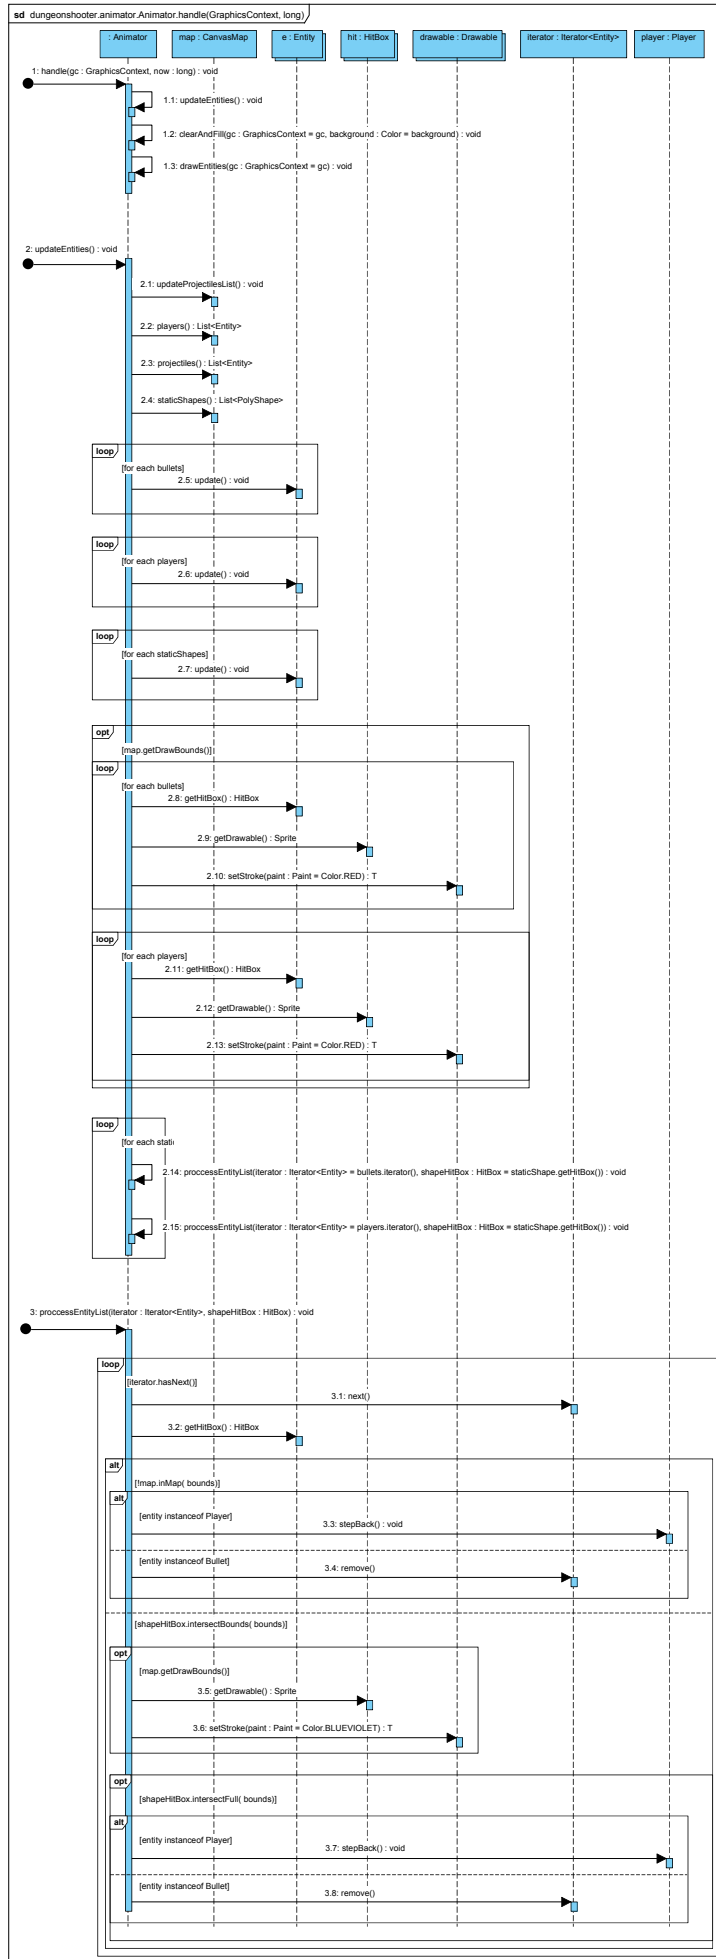 sd dungeonshooter.animator.Animator.handle(GraphicsContext, long)
: Animator
map : CanvasMap
e : Entity
hit : HitBox
drawable : Drawable
iterator : Iterator<Entity>
player : Player
1: handle(gc : GraphicsContext, now : long) : void
1.1: updateEntities() : void
1.2: clearAndFill(gc : GraphicsContext = gc, background : Color = background) : void
1.3: drawEntities(gc : GraphicsContext = gc) : void
2: updateEntities() : void
2.1: updateProjectilesList() : void
2.2: players() : List<Entity>
2.3: projectiles() : List<Entity>
2.4: staticShapes() : List<PolyShape>
loop
[for each bullets]
2.5: update() : void
loop
[for each players]
2.6: update() : void
loop
[for each staticShapes]
2.7: update() : void
opt
[map.getDrawBounds()]
loop
[for each bullets]
2.8: getHitBox() : HitBox
2.9: getDrawable() : Sprite
2.10: setStroke(paint : Paint = Color.RED) : T
loop
[for each players]
2.11: getHitBox() : HitBox
2.12: getDrawable() : Sprite
2.13: setStroke(paint : Paint = Color.RED) : T
loop
[for each stati
2.14: proccessEntityList(iterator : Iterator<Entity> = bullets.iterator(), shapeHitBox : HitBox = staticShape.getHitBox()) : void
2.15: proccessEntityList(iterator : Iterator<Entity> = players.iterator(), shapeHitBox : HitBox = staticShape.getHitBox()) : void
3: proccessEntityList(iterator : Iterator<Entity>, shapeHitBox : HitBox) : void
loop
[iterator.hasNext()]
3.1: next()
3.2: getHitBox() : HitBox
alt
[!map.inMap( bounds)]
alt
[entity instanceof Player]
3.3: stepBack() : void
[entity instanceof Bullet]
3.4: remove()
[shapeHitBox.intersectBounds( bounds)]
opt
[map.getDrawBounds()]
3.5: getDrawable() : Sprite
3.6: setStroke(paint : Paint = Color.BLUEVIOLET) : T
opt
[shapeHitBox.intersectFull( bounds)]
alt
[entity instanceof Player]
3.7: stepBack() : void
[entity instanceof Bullet]
3.8: remove()